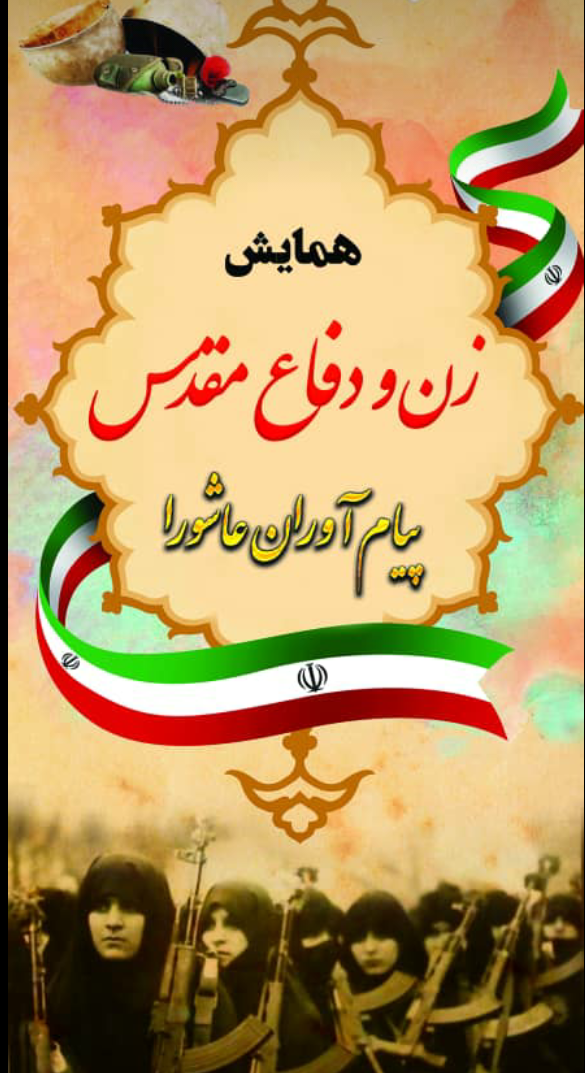 همایش
زن و دفاع مقدس
پیام آوران عاشورا